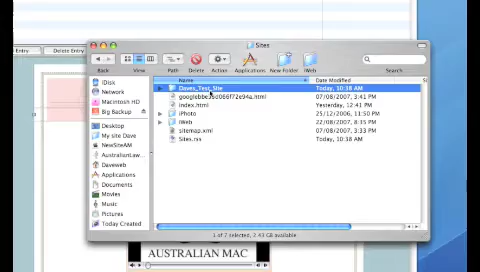 Entry
Delete Entry
Sites
Back
View
Path
Delete
Action
Applications
New Folder
iWeb
Search
Name
Date Modified
iDisk
Network
Macintosh HD
Big Backup
Desktop
My site Dave
NewSiteAM
AustralianLaw
Daveweb
Applications
Documents
Movies
Music
Pictures
Today Created
Daves_Test_Site
Today, 10:38 AM
07/08/2007, 3:41 PM
index.html
Yesterday, 12:41 PM
iPhoto
25/12/2006, 11:50 PM
iWeb
22/08/2007, 8:35 PM
sitemap.xml
07/08/2007, 3:43 PM
Sites.rss
Today, 10:38 AM
1 of 7 selected, 2.43 GB available
AUSTRALIAN MAC